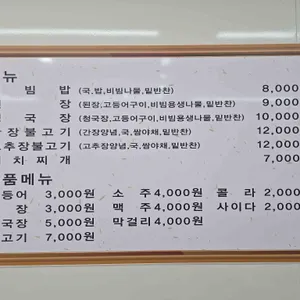 뉴
빔 밥 (국,밥,비빔나물,밑반찬) 8,000
장 (된장,고등어구이,비빔용생나물,밑반찬) 9,000
국 장 (청국장,고등어구이,비빔용생나물,밑반찬) 10,000
장불고기 (간장양념,국,쌈야채,밑반찬) 12,000
추장불고기 (고추장양념,국,쌈야채,밑반찬) 12,000
치찌개 7,000
품메뉴
등어 3,000원 소 주 4,000원 콜 라 2,000
장 3,000원 맥 주 4,000원 사이다 2,000
국장 5,000원 막걸리 4,000원
고기 7,000원